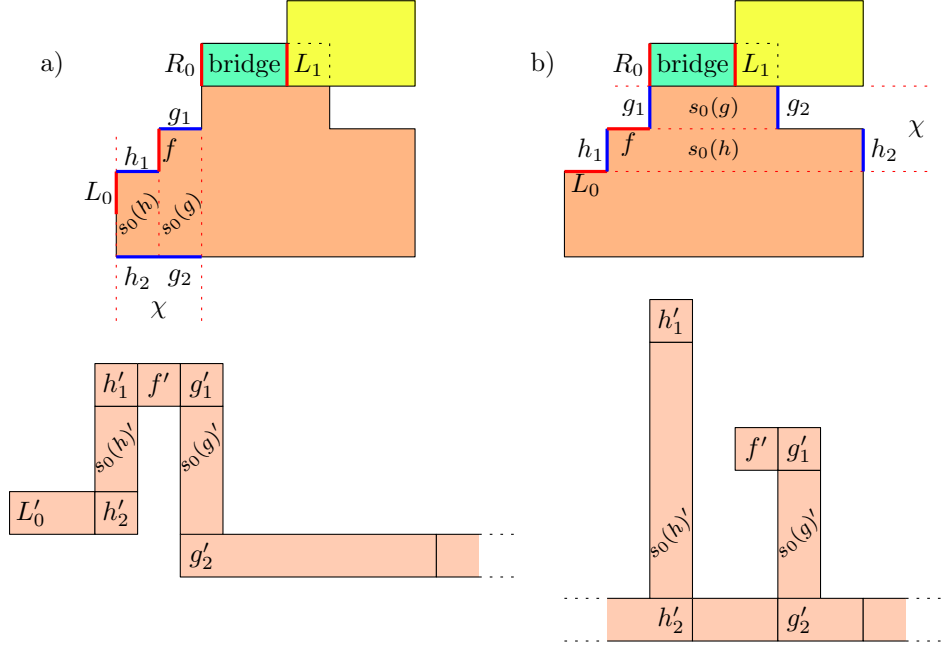 a)
R₀ bridge L₁
g₁
h₁ f
L₀
s₀(h) s₀(g)
h₂ g₂
χ
h′₁ f′ g′₁
s₀(h)′ s₀(g)′
L′₀ h′₂
g′₂
b)
R₀ bridge L₁
g₁ s₀(g) g₂
χ
h₁ f s₀(h) h₂
L₀
h′₁
f′ g′₁
s₀(h)′ s₀(g)′
h′₂ g′₂